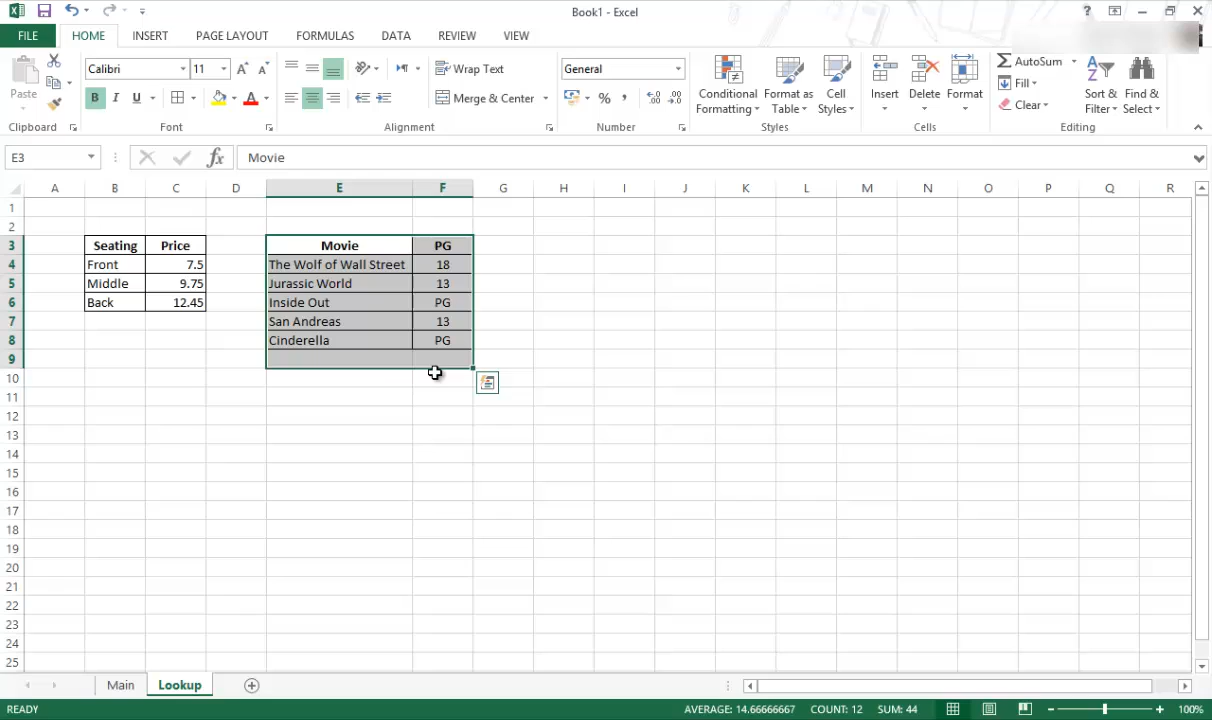 Book1 - Excel
?
FILE HOME INSERT PAGE LAYOUT FORMULAS DATA REVIEW VIEW
Paste
Clipboard
Calibri 11
B I U
Font
Wrap Text
Merge & Center
Alignment
General
%
Number
Conditional Formatting
Format as Table
Cell Styles
Styles
Insert
Delete
Format
Cells
AutoSum
Fill
Clear
Sort & Filter
Find & Select
Editing
E3 fx Movie
A B C D E F G H I J K L M N O P Q R
1
2
3 Seating Price Movie PG
4 Front 7.5 The Wolf of Wall Street 18
5 Middle 9.75 Jurassic World 13
6 Back 12.45 Inside Out PG
7 San Andreas 13
8 Cinderella PG
9
10
11
12
13
14
15
16
17
18
19
20
21
22
23
24
25
Main Lookup
READY AVERAGE: 14.66666667 COUNT: 12 SUM: 44 100%